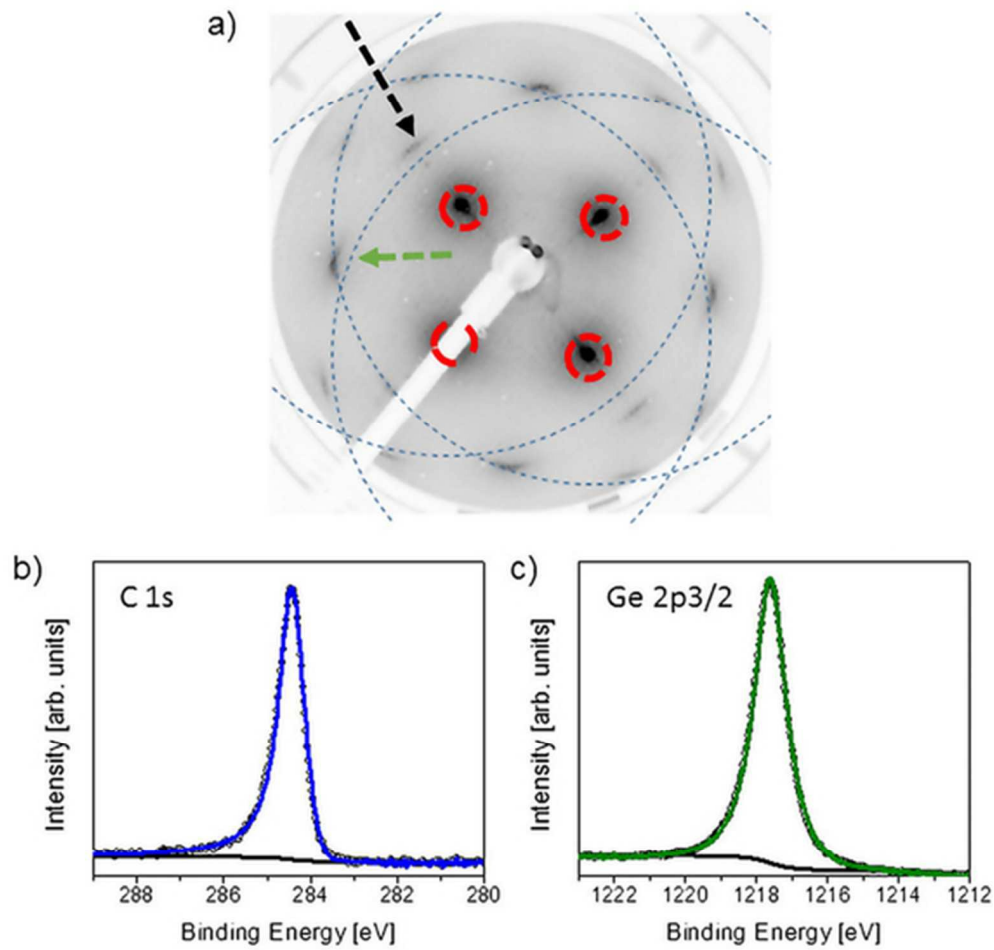 a)
b)
C 1s
Intensity [arb. units]
288 286 284 282 280
Binding Energy [eV]
c)
Ge 2p3/2
Intensity [arb. units]
1222 1220 1218 1216 1214 1212
Binding Energy [eV]